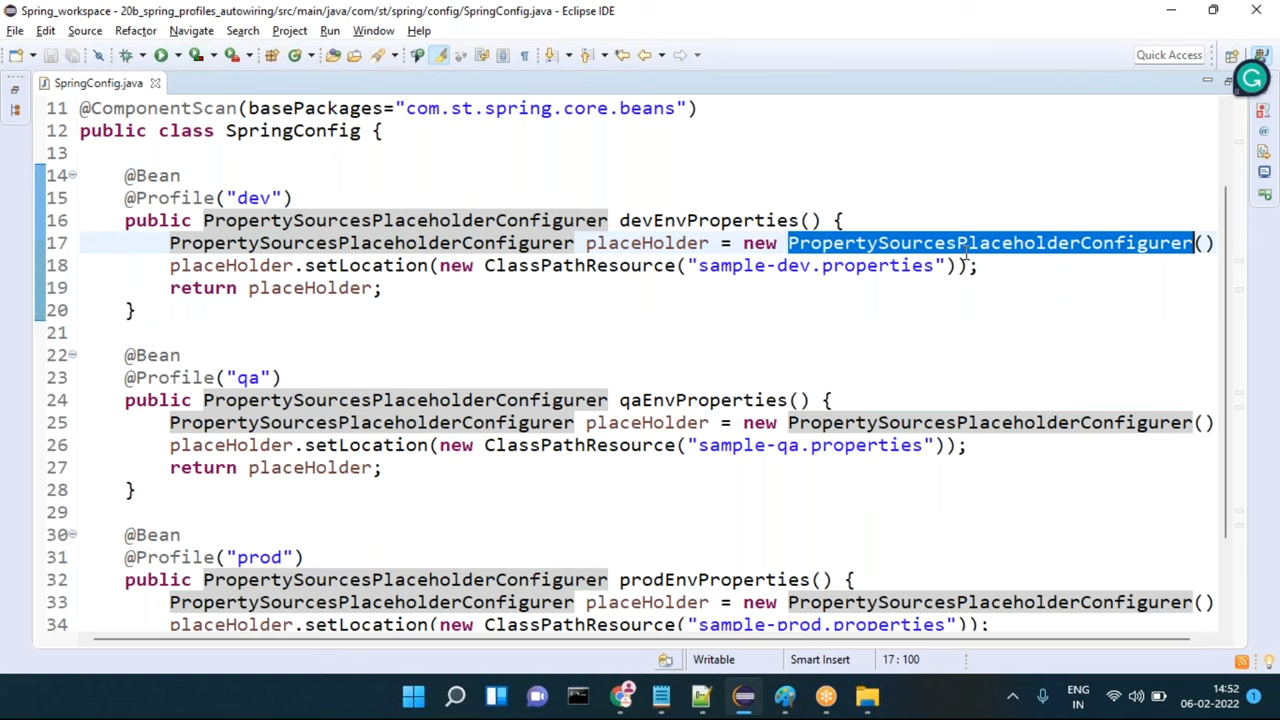 Spring_workspace - 20b_spring_profiles_autowiring/src/main/java/com/st/spring/config/SpringConfig.java - Eclipse IDE
File Edit Source Refactor Navigate Search Project Run Window Help
Quick Access
SpringConfig.java
11 @ComponentScan(basePackages="com.st.spring.core.beans")
12 public class SpringConfig {
13
14 @Bean
15 @Profile("dev")
16 public PropertySourcesPlaceholderConfigurer devEnvProperties() {
17 PropertySourcesPlaceholderConfigurer placeHolder = new PropertySourcesPlaceholderConfigurer()
18 placeHolder.setLocation(new ClassPathResource("sample-dev.properties"));
19 return placeHolder;
20 }
21
22 @Bean
23 @Profile("qa")
24 public PropertySourcesPlaceholderConfigurer qaEnvProperties() {
25 PropertySourcesPlaceholderConfigurer placeHolder = new PropertySourcesPlaceholderConfigurer()
26 placeHolder.setLocation(new ClassPathResource("sample-qa.properties"));
27 return placeHolder;
28 }
29
30 @Bean
31 @Profile("prod")
32 public PropertySourcesPlaceholderConfigurer prodEnvProperties() {
33 PropertySourcesPlaceholderConfigurer placeHolder = new PropertySourcesPlaceholderConfigurer()
34 placeHolder.setLocation(new ClassPathResource("sample-prod.properties"));
Writable Smart Insert 17 : 100
ENG 14:52
IN 06-02-2022 1